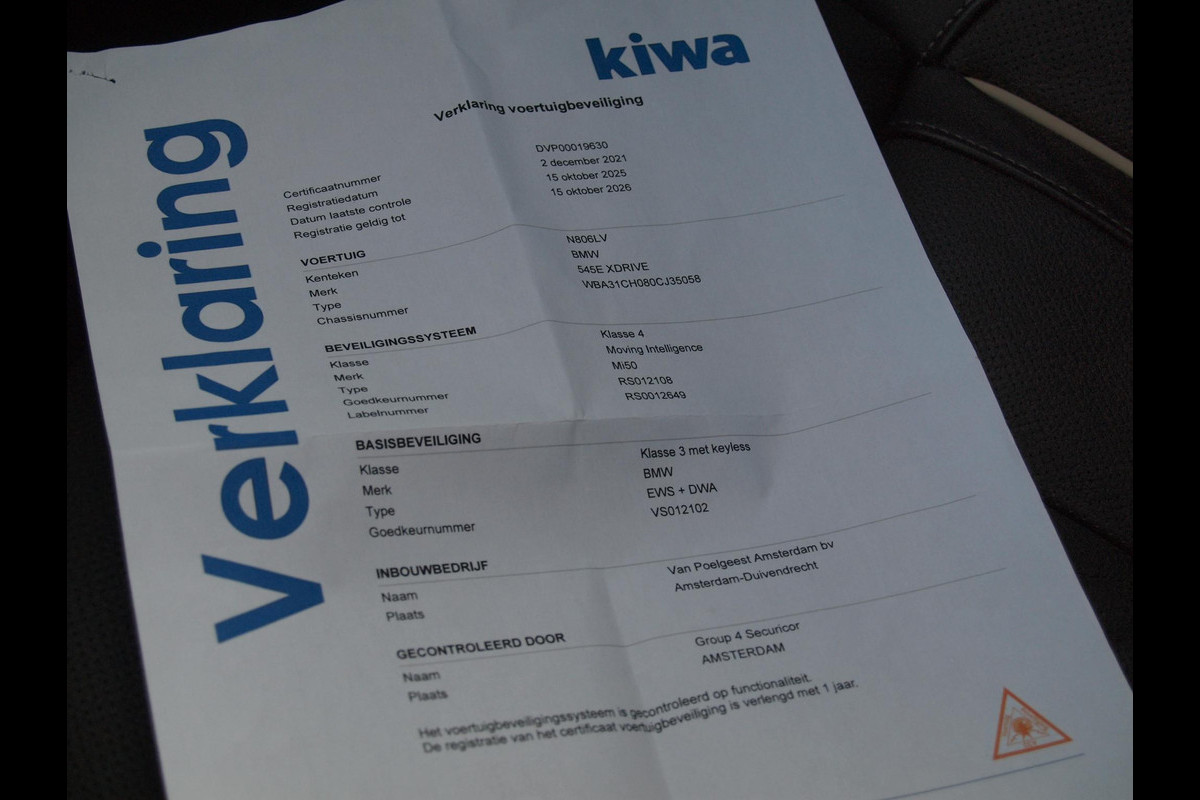 kiwa
Verklaring
Verklaring voertuigbeveiliging
Certificaatnummer DVP00019630
Registratiedatum 2 december 2021
Datum laatste controle 15 oktober 2025
Registratie geldig tot 15 oktober 2026
VOERTUIG
Kenteken N806LV
Merk BMW
Type 545E XDRIVE
Chassisnummer WBA31CH080CJ35058
BEVEILIGINGSSYSTEEM
Klasse Klasse 4
Merk Moving Intelligence
Type Mi50
Goedkeurnummer RS012108
Labelnummer RS0012649
BASISBEVEILIGING
Klasse Klasse 3 met keyless
Merk BMW
Type EWS + DWA
Goedkeurnummer VS012102
INBOUWBEDRIJF
Naam Van Poelgeest Amsterdam bv
Plaats Amsterdam-Duivendrecht
GECONTROLEERD DOOR
Naam Group 4 Securicor
Plaats AMSTERDAM
Het voertuigbeveiligingssysteem is gecontroleerd op functionaliteit.
De registratie van het certificaat voertuigbeveiliging is verlengd met 1 jaar.